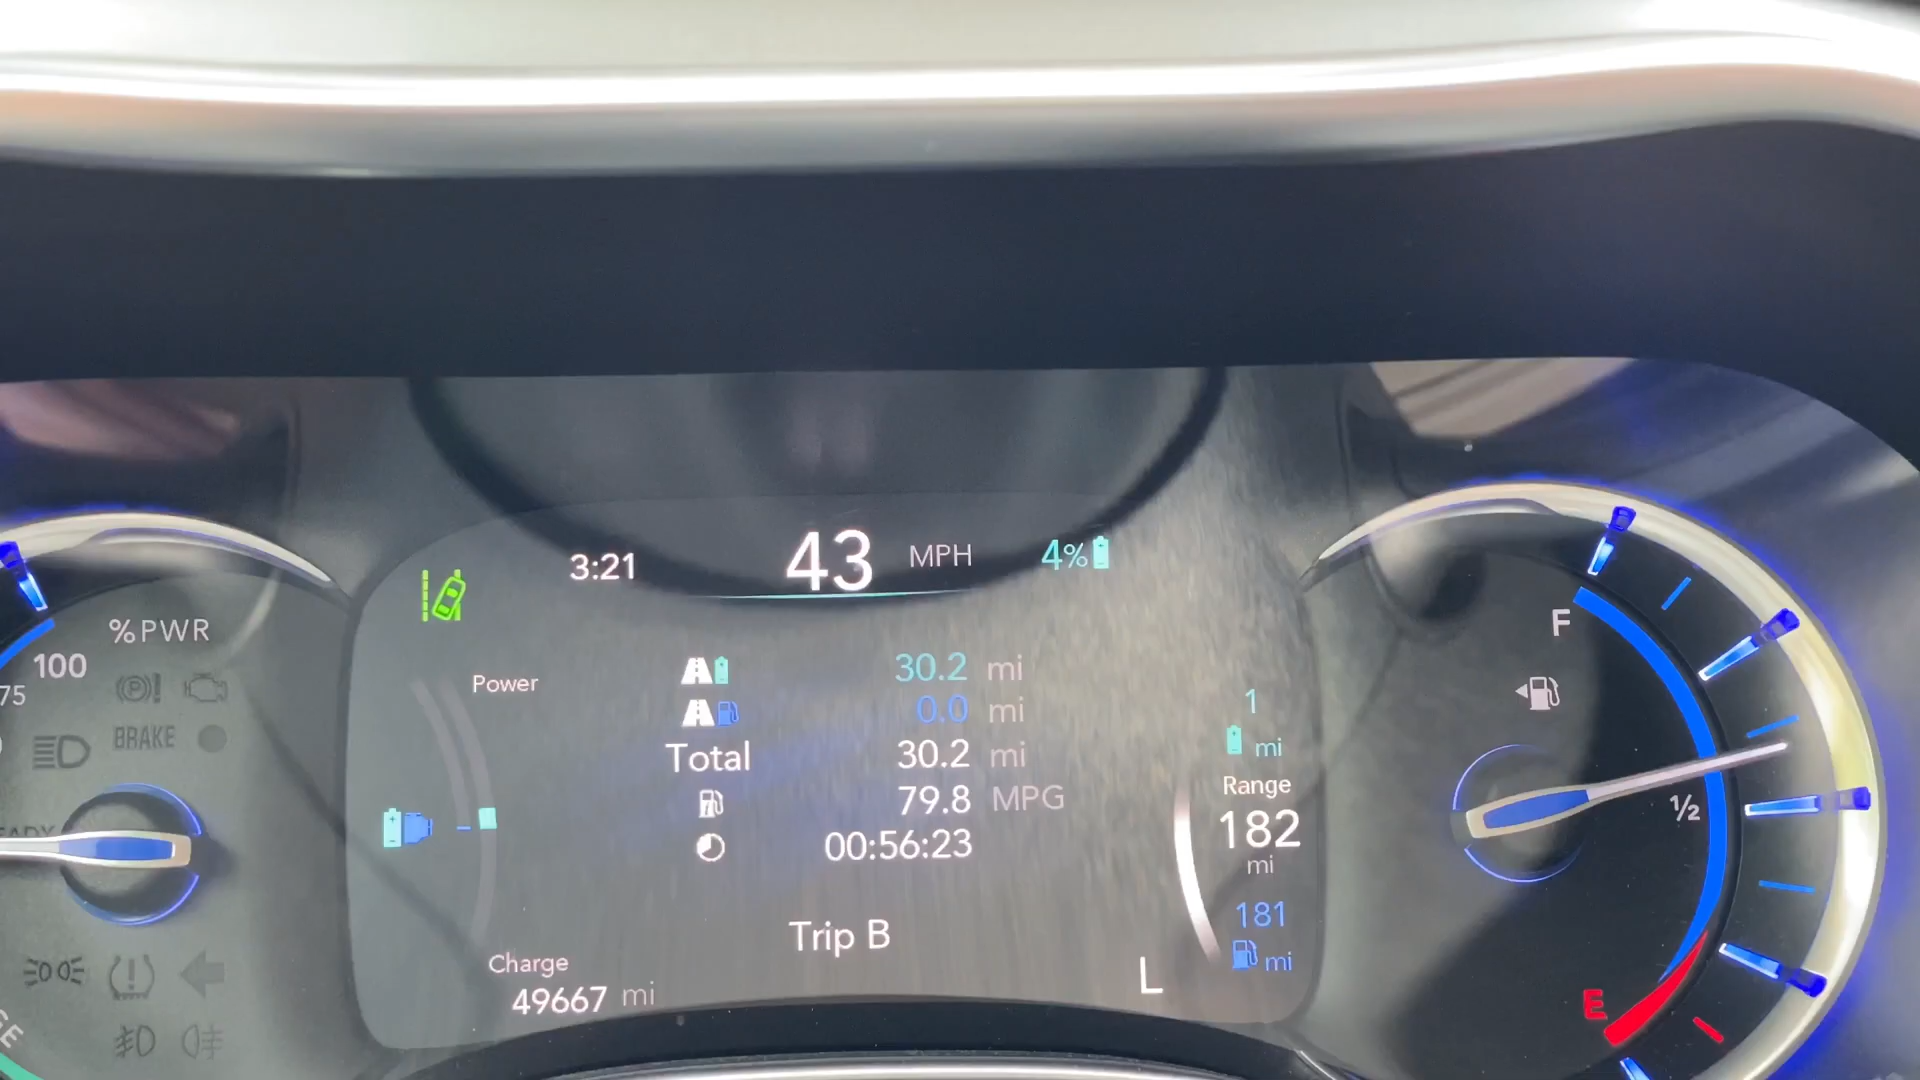 3:21 43 MPH 4%
%PWR
100
75
BRAKE
Power
30.2 mi
0.0 mi
Total 30.2 mi
79.8 MPG
00:56:23
Trip B
Charge
49667 mi
L
1
mi
Range
182
mi
181
mi
F
1/2
E